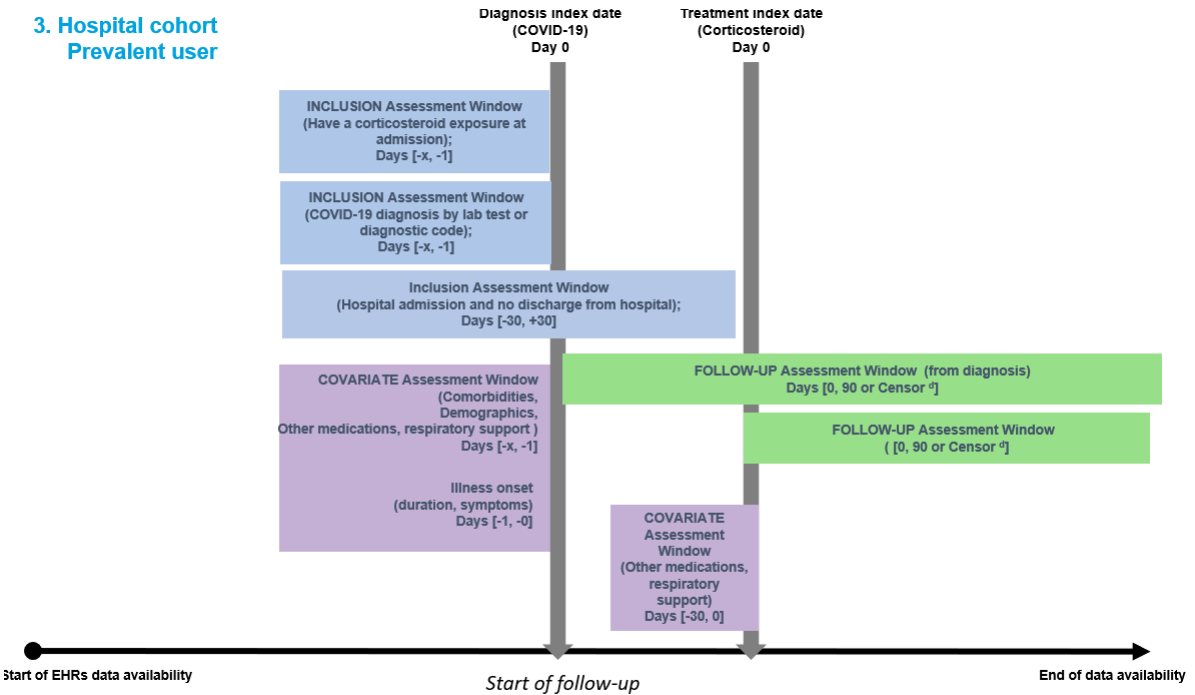 3. Hospital cohort
Prevalent user
Diagnosis index date
(COVID-19)
Day 0
Treatment index date
(Corticosteroid)
Day 0
INCLUSION Assessment Window
(Have a corticosteroid exposure at
admission);
Days [-x, -1]
INCLUSION Assessment Window
(COVID-19 diagnosis by lab test or
diagnostic code);
Days [-x, -1]
Inclusion Assessment Window
(Hospital admission and no discharge from hospital);
Days [-30, +30]
FOLLOW-UP Assessment Window (from diagnosis)
Days [0, 90 or Censor ᵈ]
COVARIATE Assessment Window
(Comorbidities,
Demographics,
Other medications, respiratory support )
Days [-x, -1]
FOLLOW-UP Assessment Window
( [0, 90 or Censor ᵈ]
Illness onset
(duration, symptoms)
Days [-1, -0]
COVARIATE
Assessment
Window
(Other medications,
respiratory
support)
Days [-30, 0]
Start of EHRs data availability
End of data availability
Start of follow-up